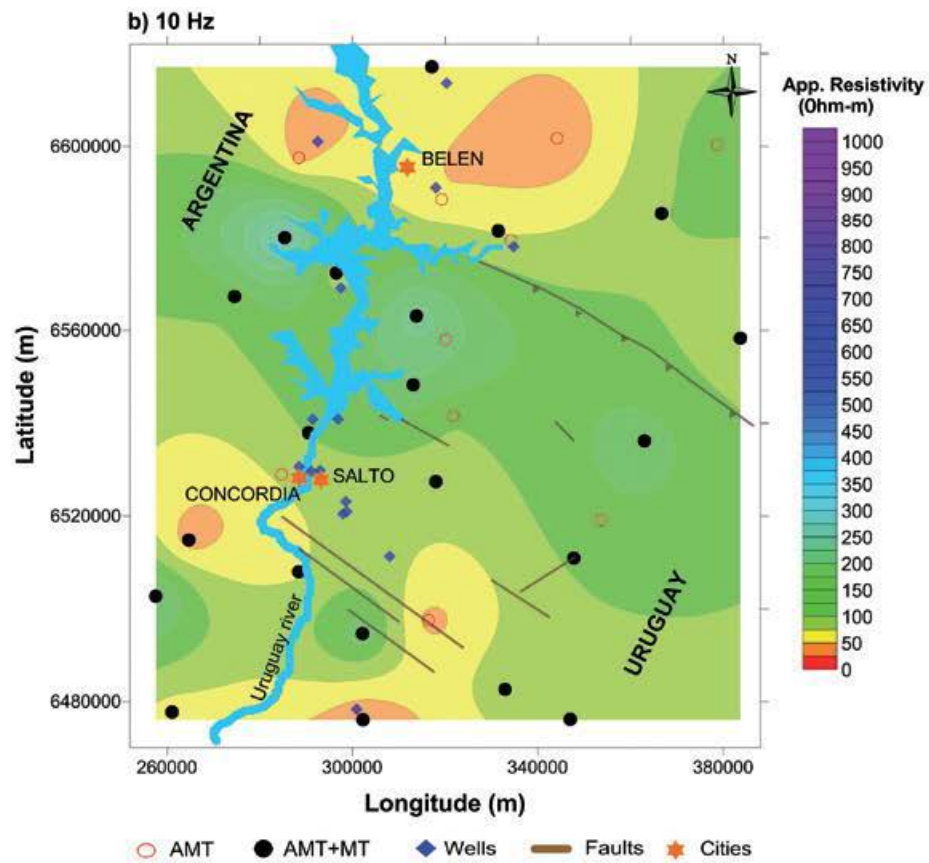 b) 10 Hz
N
App. Resistivity
(Ohm-m)
1000
950
900
850
800
750
700
650
600
550
500
450
400
350
300
250
200
150
100
50
0
6600000
6560000
6520000
6480000
Latitude (m)
ARGENTINA
BELEN
SALTO
CONCORDIA
Uruguay river
URUGUAY
260000
300000
340000
380000
Longitude (m)
AMT
AMT+MT
Wells
Faults
Cities